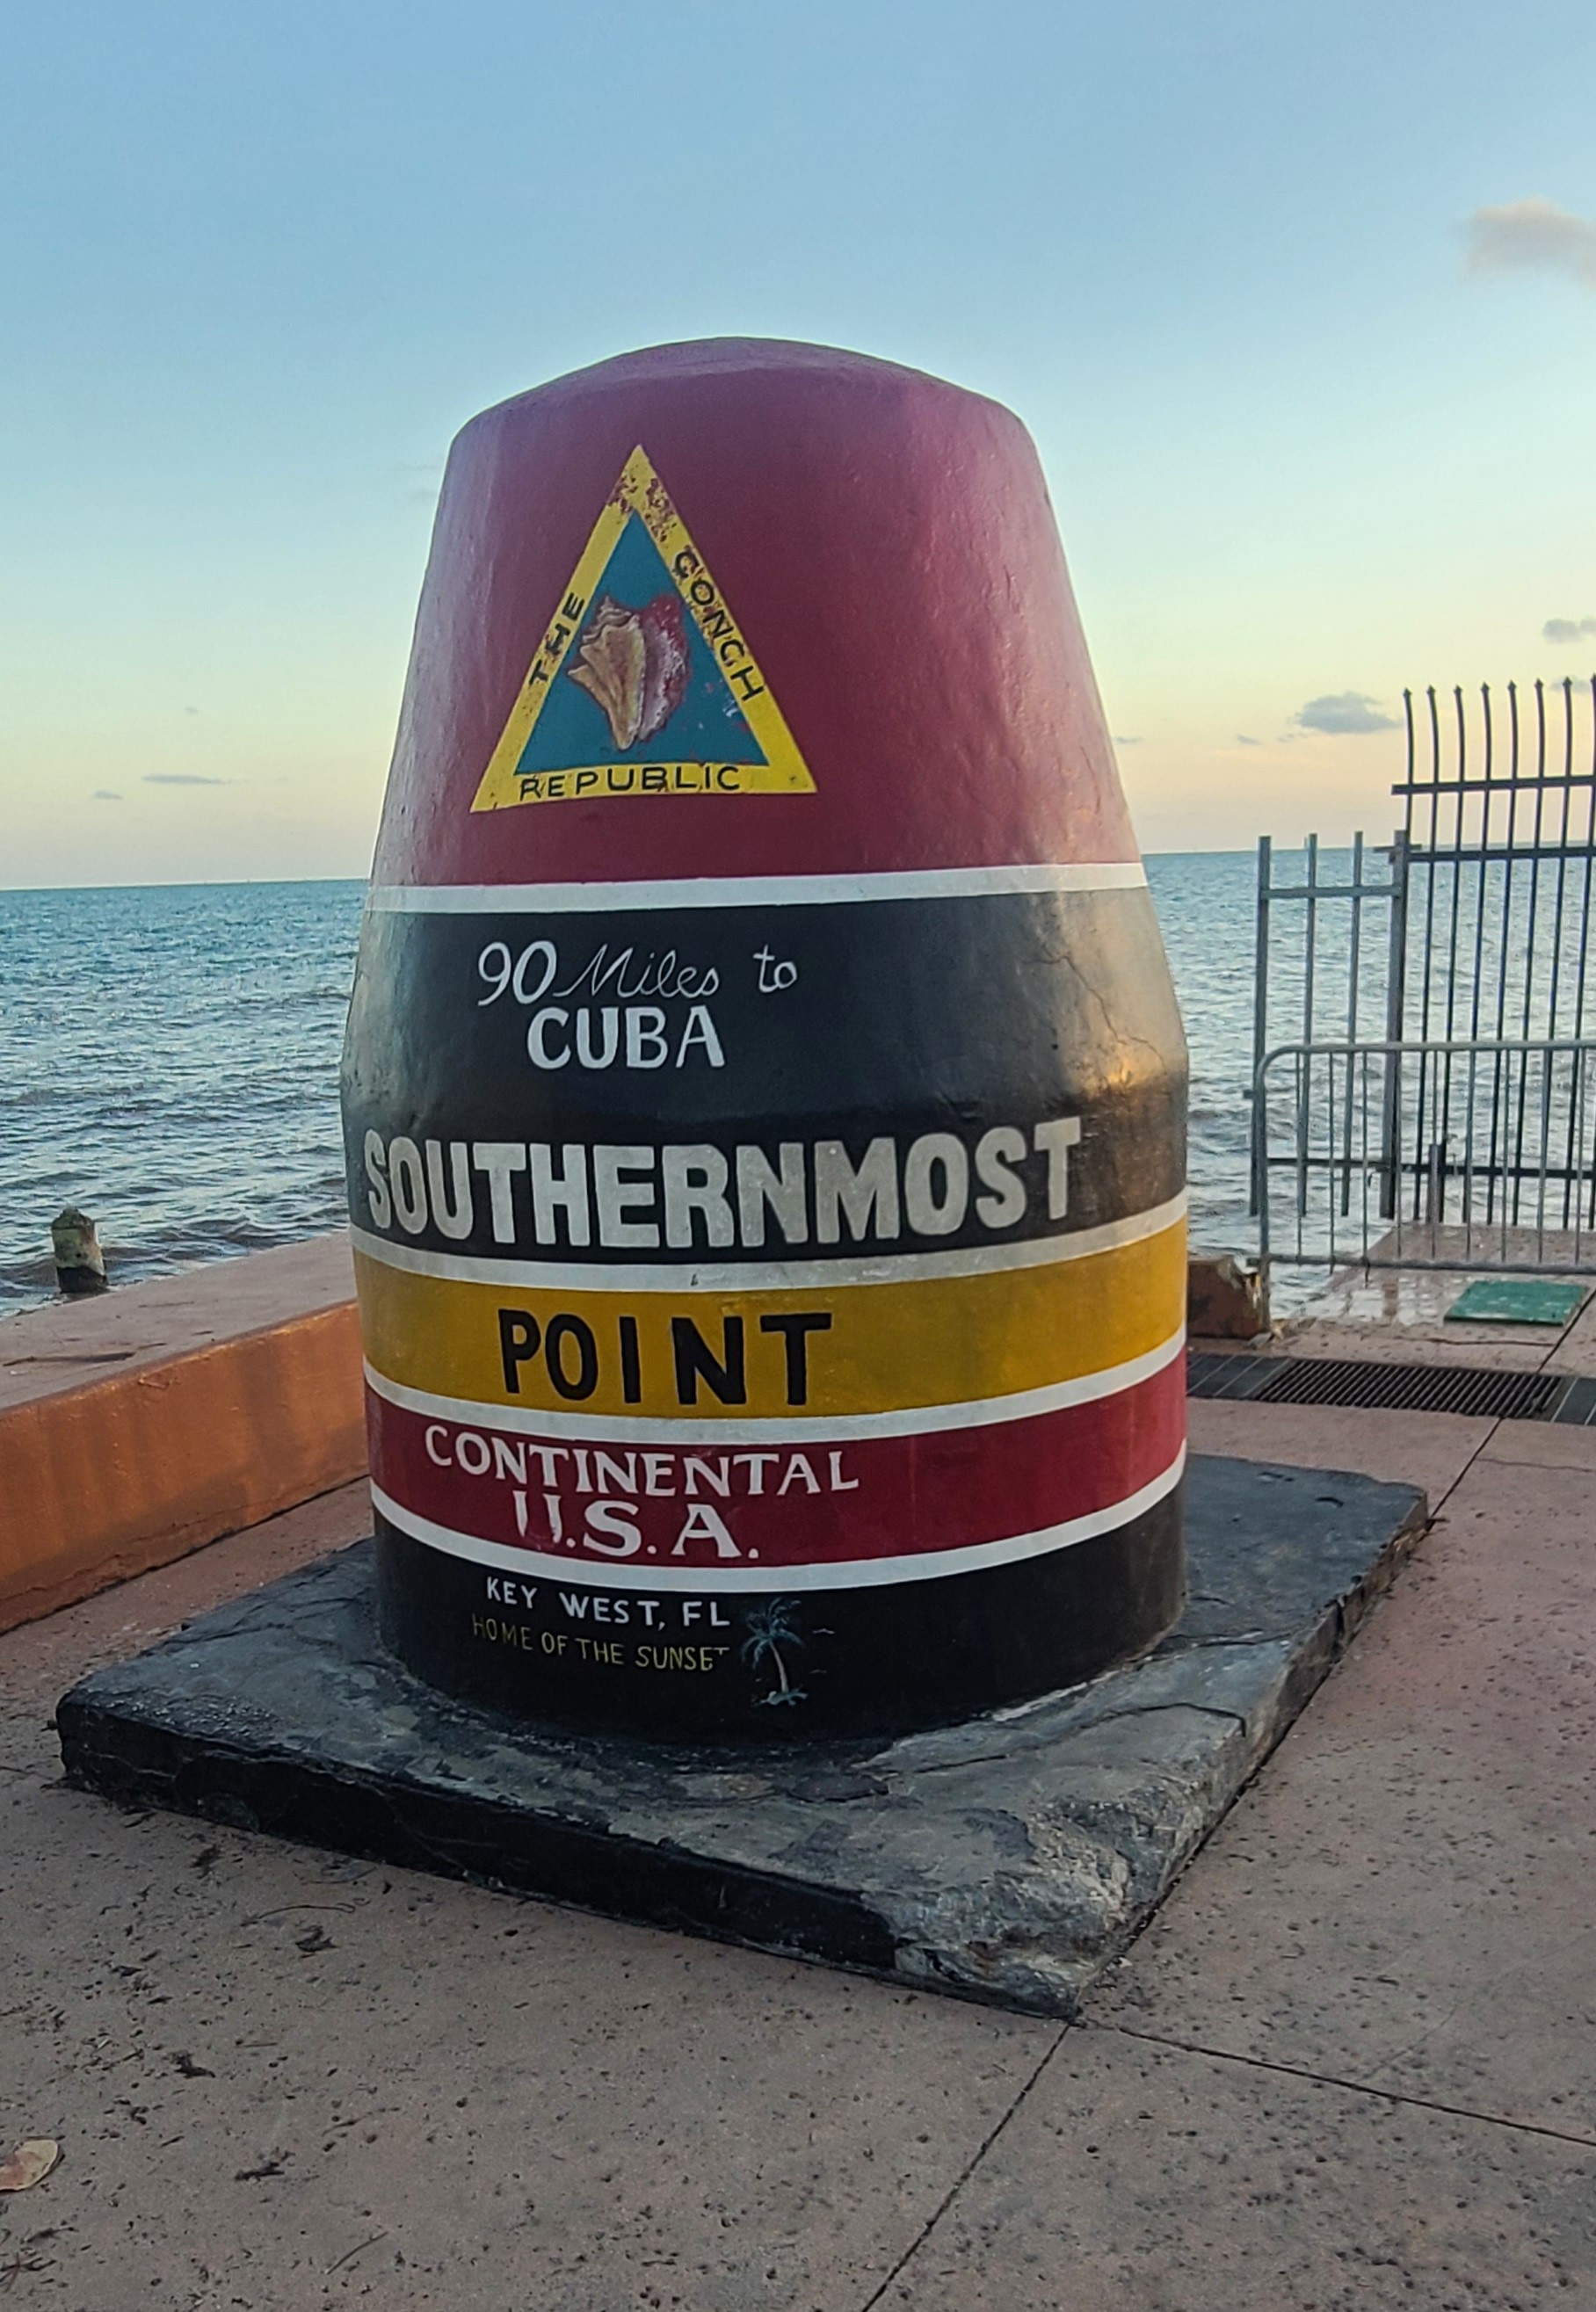 THE CONCH
REPUBLIC
90 Miles to
CUBA
SOUTHERNMOST
POINT
CONTINENTAL
U.S.A.
KEY WEST, FL
HOME OF THE SUNSET